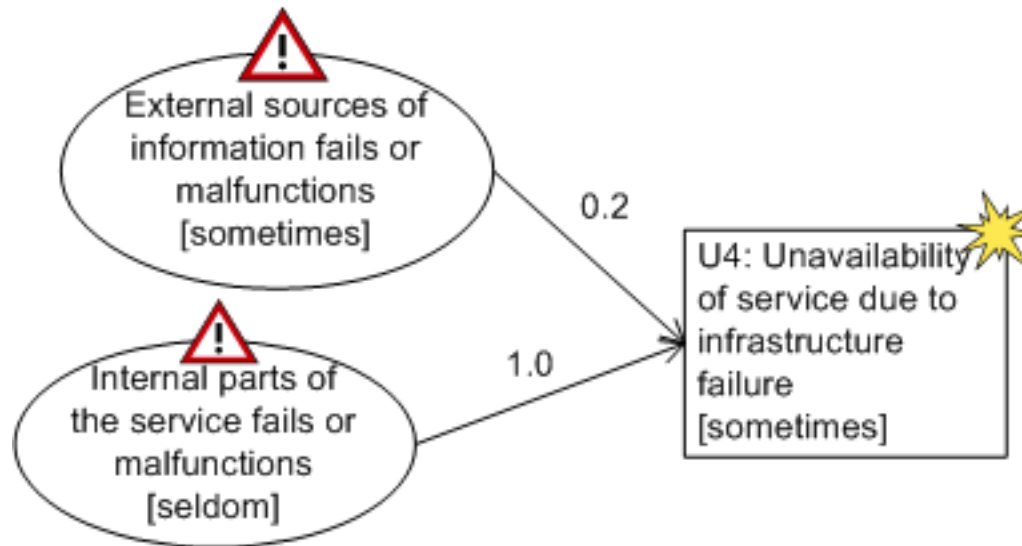 External sources of
information fails or
malfunctions
[sometimes]
0.2
U4: Unavailability
of service due to
infrastructure
failure
[sometimes]
1.0
Internal parts of
the service fails or
malfunctions
[seldom]